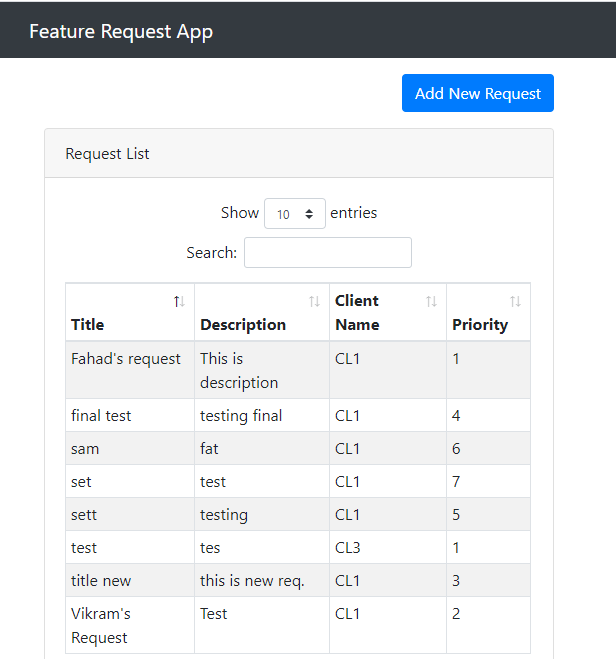 Feature Request App
Add New Request
Request List
Show 10 entries
Search:
Title Description Client Name Priority
Fahad's request This is description CL1 1
final test testing final CL1 4
sam fat CL1 6
set test CL1 7
sett testing CL1 5
test tes CL3 1
title new this is new req. CL1 3
Vikram's Request Test CL1 2